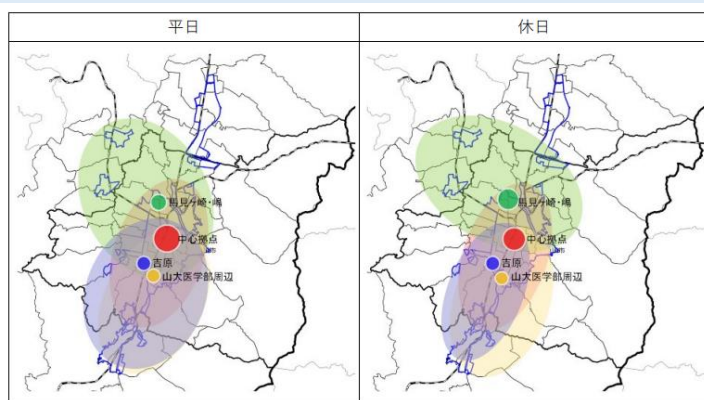 平日
休日
馬見ヶ崎・嶋
中心拠点
吉原
山大医学部周辺
馬見ヶ崎・嶋
中心拠点
吉原
山大医学部周辺